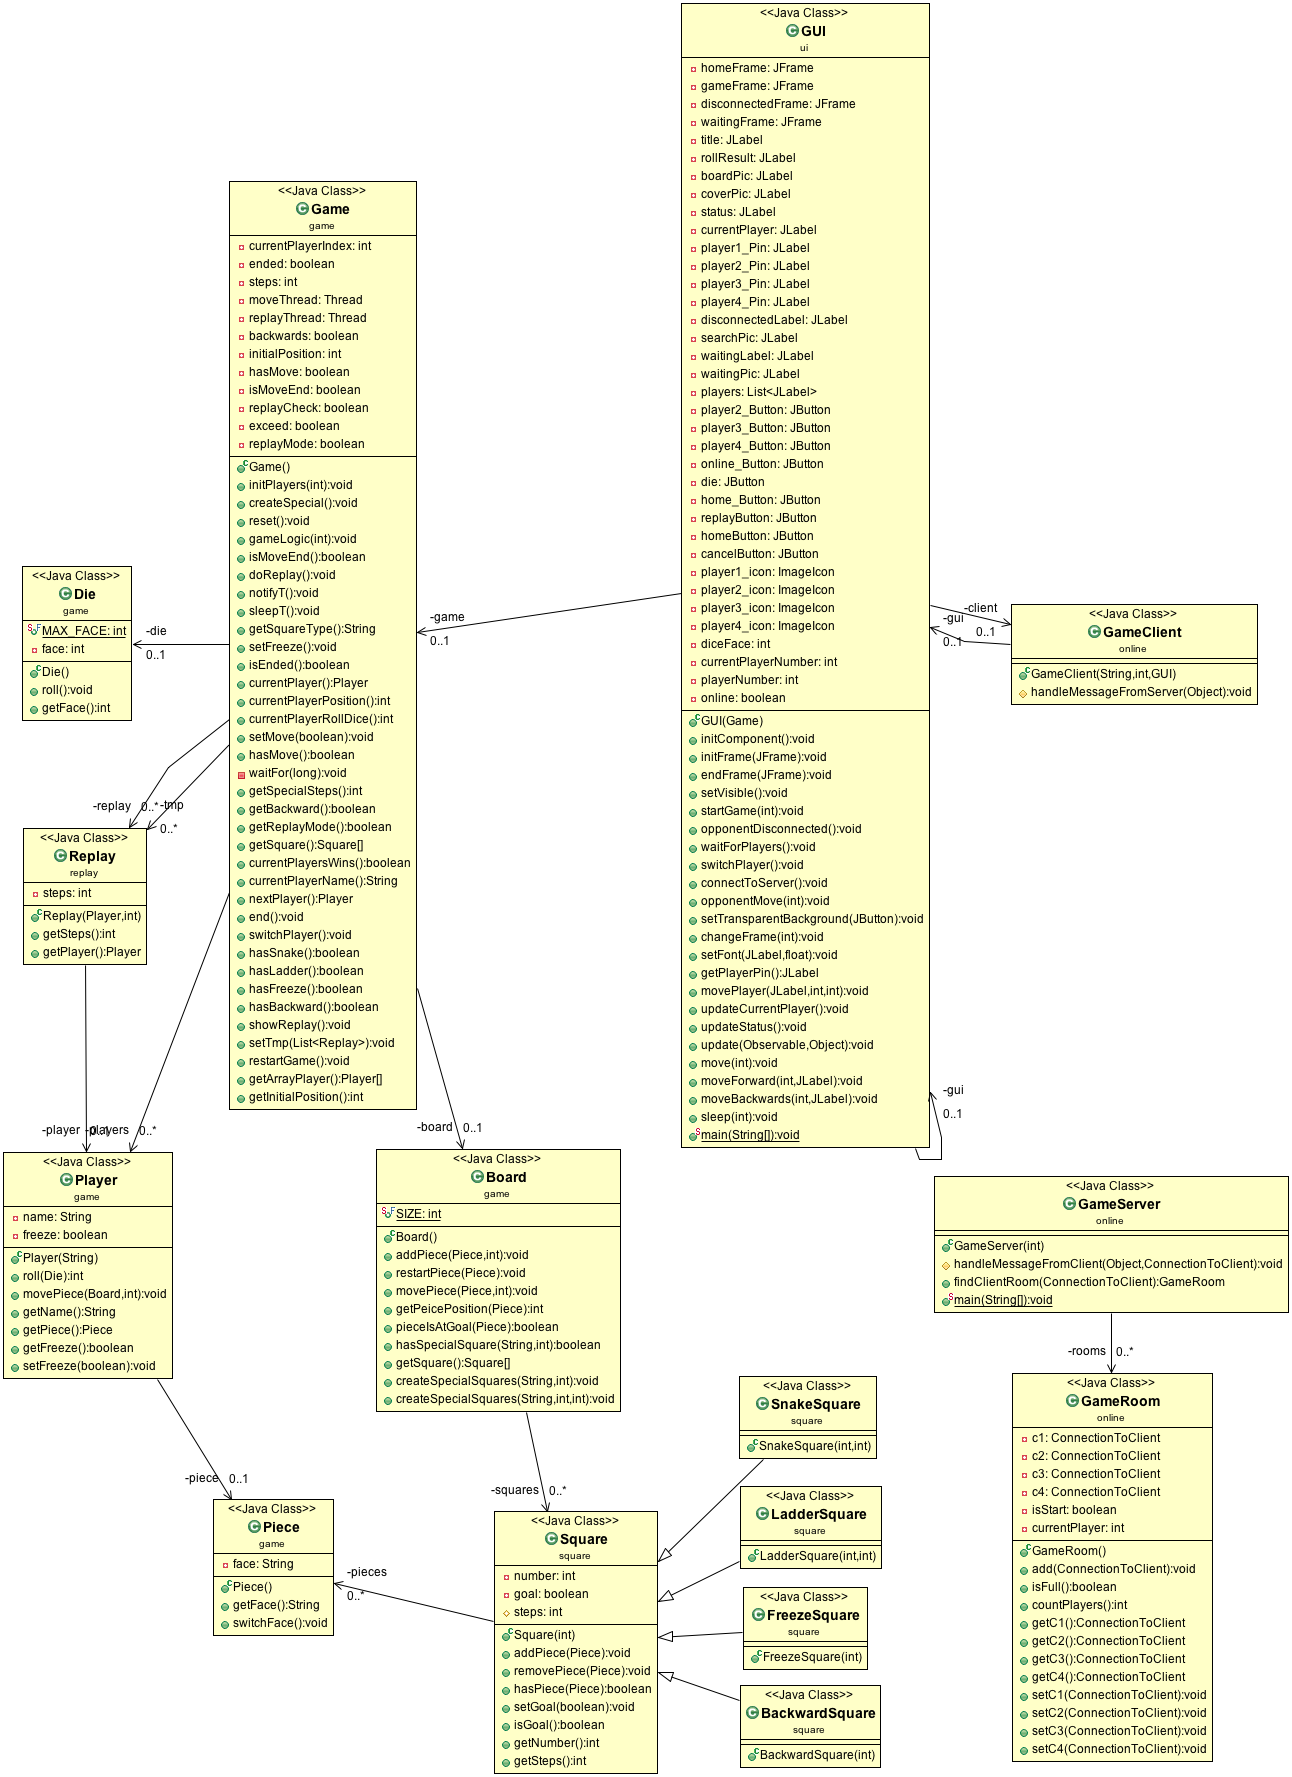 <<Java Class>>
GUI
ui
homeFrame: JFrame
gameFrame: JFrame
disconnectedFrame: JFrame
waitingFrame: JFrame
title: JLabel
rollResult: JLabel
boardPic: JLabel
coverPic: JLabel
status: JLabel
currentPlayer: JLabel
player1_Pin: JLabel
player2_Pin: JLabel
player3_Pin: JLabel
player4_Pin: JLabel
disconnectedLabel: JLabel
searchPic: JLabel
waitingLabel: JLabel
waitingPic: JLabel
players: List<JLabel>
player2_Button: JButton
player3_Button: JButton
player4_Button: JButton
online_Button: JButton
die: JButton
home_Button: JButton
replayButton: JButton
homeButton: JButton
cancelButton: JButton
player1_icon: ImageIcon
player2_icon: ImageIcon
player3_icon: ImageIcon
player4_icon: ImageIcon
diceFace: int
currentPlayerNumber: int
playerNumber: int
online: boolean
GUI(Game)
initComponent():void
initFrame(JFrame):void
endFrame(JFrame):void
setVisible():void
startGame(int):void
opponentDisconnected():void
waitForPlayers():void
switchPlayer():void
connectToServer():void
opponentMove(int):void
setTransparentBackground(JButton):void
changeFrame(int):void
setFont(JLabel,float):void
getPlayerPin():JLabel
movePlayer(JLabel,int,int):void
updateCurrentPlayer():void
updateStatus():void
update(Observable,Object):void
move(int):void
moveForward(int,JLabel):void
moveBackwards(int,JLabel):void
sleep(int):void
main(String[]):void
<<Java Class>>
Game
game
currentPlayerIndex: int
ended: boolean
steps: int
moveThread: Thread
replayThread: Thread
backwards: boolean
initialPosition: int
hasMove: boolean
isMoveEnd: boolean
replayCheck: boolean
exceed: boolean
replayMode: boolean
Game()
initPlayers(int):void
createSpecial():void
reset():void
gameLogic(int):void
isMoveEnd():boolean
doReplay():void
notifyT():void
sleepT():void
getSquareType():String
setFreeze():void
isEnded():boolean
currentPlayer():Player
currentPlayerPosition():int
currentPlayerRollDice():int
setMove(boolean):void
hasMove():boolean
waitFor(long):void
getSpecialSteps():int
getBackward():boolean
getReplayMode():boolean
getSquare():Square[]
currentPlayersWins():boolean
currentPlayerName():String
nextPlayer():Player
end():void
switchPlayer():void
hasSnake():boolean
hasLadder():boolean
hasFreeze():boolean
hasBackward():boolean
showReplay():void
setTmp(List<Replay>):void
restartGame():void
getArrayPlayer():Player[]
getInitialPosition():int
<<Java Class>>
Die
game
MAX_FACE: int
face: int
Die()
roll():void
getFace():int
-die
0..1
-game
0..1
-client
0..1
-gui
0..1
<<Java Class>>
GameClient
online
GameClient(String,int,GUI)
handleMessageFromServer(Object):void
-replay
0..*
-tmp
0..*
<<Java Class>>
Replay
replay
steps: int
Replay(Player,int)
getSteps():int
getPlayer():Player
-player
0..1
-players
0..*
-board
0..1
-gui
0..1
<<Java Class>>
Player
game
name: String
freeze: boolean
Player(String)
roll(Die):int
movePiece(Board,int):void
getName():String
getPiece():Piece
getFreeze():boolean
setFreeze(boolean):void
<<Java Class>>
Board
game
SIZE: int
Board()
addPiece(Piece,int):void
restartPiece(Piece):void
movePiece(Piece,int):void
getPeicePosition(Piece):int
pieceIsAtGoal(Piece):boolean
hasSpecialSquare(String,int):boolean
getSquare():Square[]
createSpecialSquares(String,int):void
createSpecialSquares(String,int,int):void
<<Java Class>>
GameServer
online
GameServer(int)
handleMessageFromClient(Object,ConnectionToClient):void
findClientRoom(ConnectionToClient):GameRoom
main(String[]):void
-rooms
0..*
<<Java Class>>
GameRoom
online
c1: ConnectionToClient
c2: ConnectionToClient
c3: ConnectionToClient
c4: ConnectionToClient
isStart: boolean
currentPlayer: int
GameRoom()
add(ConnectionToClient):void
isFull():boolean
countPlayers():int
getC1():ConnectionToClient
getC2():ConnectionToClient
getC3():ConnectionToClient
getC4():ConnectionToClient
setC1(ConnectionToClient):void
setC2(ConnectionToClient):void
setC3(ConnectionToClient):void
setC4(ConnectionToClient):void
-piece
0..1
<<Java Class>>
Piece
game
face: String
Piece()
getFace():String
switchFace():void
-squares
0..*
-pieces
0..*
<<Java Class>>
Square
square
number: int
goal: boolean
steps: int
Square(int)
addPiece(Piece):void
removePiece(Piece):void
hasPiece(Piece):boolean
setGoal(boolean):void
isGoal():boolean
getNumber():int
getSteps():int
<<Java Class>>
SnakeSquare
square
SnakeSquare(int,int)
<<Java Class>>
LadderSquare
square
LadderSquare(int,int)
<<Java Class>>
FreezeSquare
square
FreezeSquare(int)
<<Java Class>>
BackwardSquare
square
BackwardSquare(int)